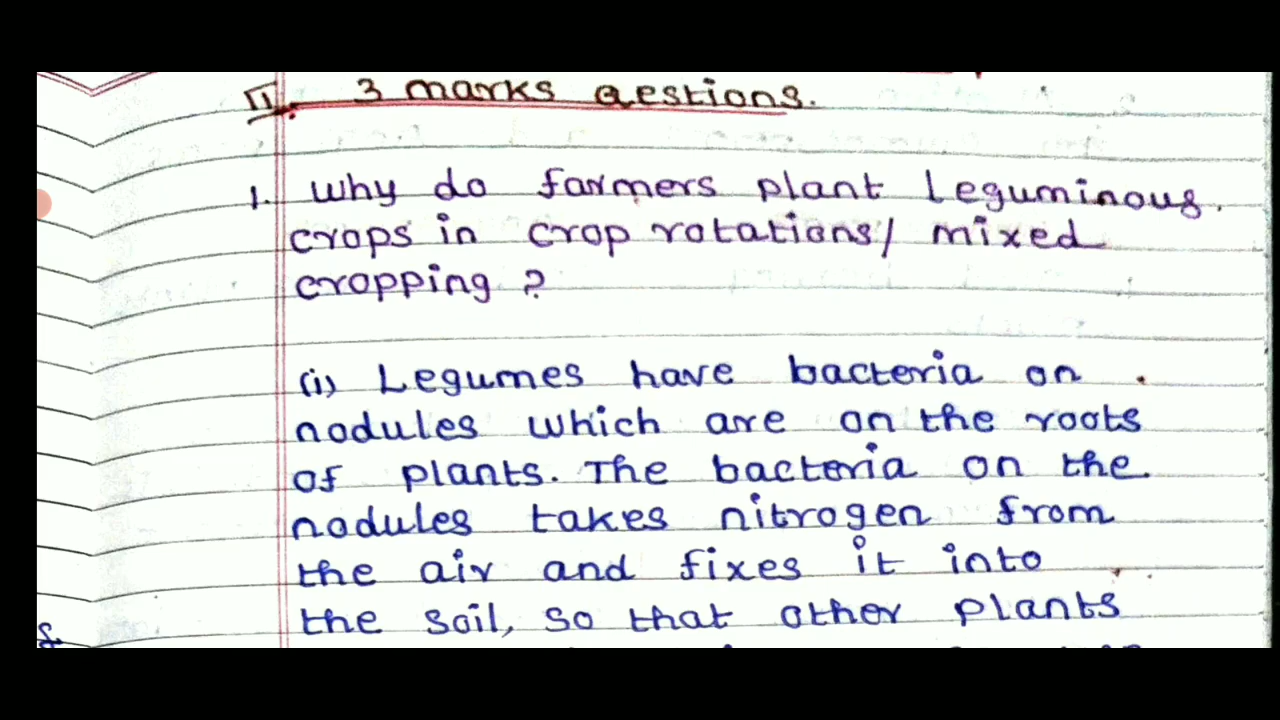 II. 3 marks Qestions.
1. Why do farmers plant Leguminous
crops in crop rotations/ mixed
cropping ?
(i) Legumes have bacteria on
nodules which are on the roots
of plants. The bacteria on the
nodules takes nitrogen from
the air and fixes it into
the soil, so that other plants